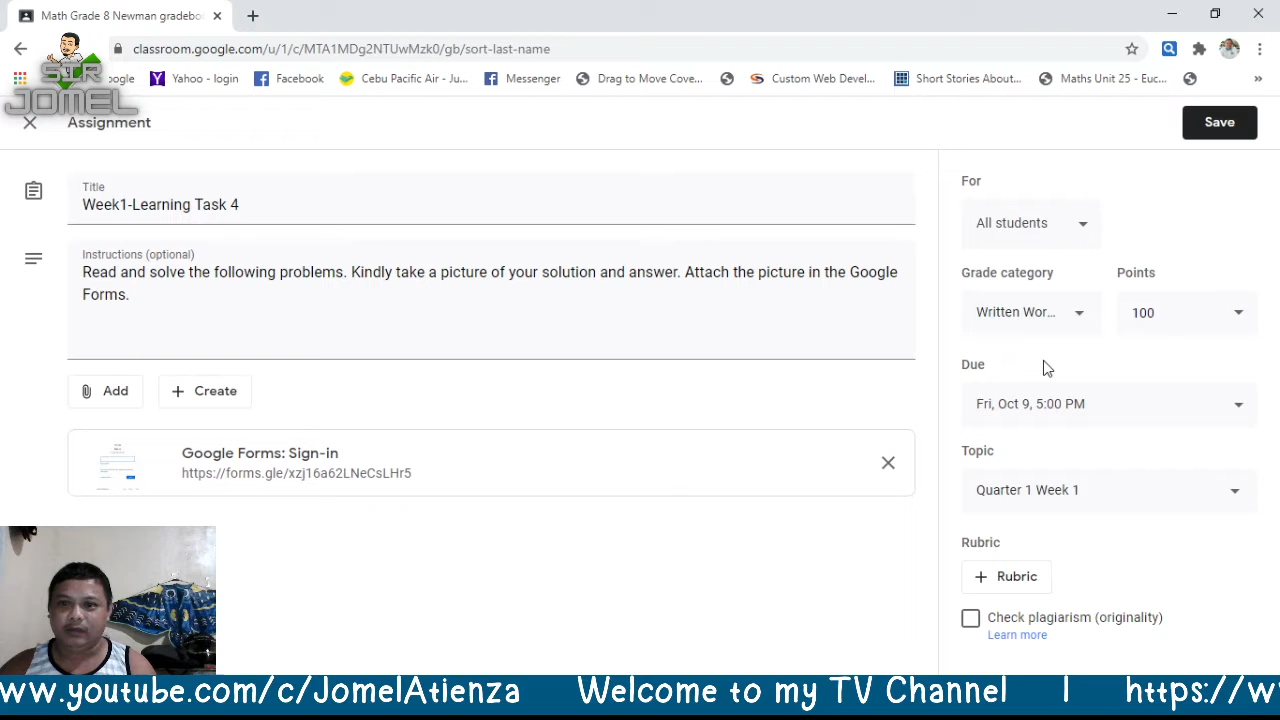 Math Grade 8 Newman gradeboo
classroom.google.com/u/1/c/MTA1MDg2NTUwMzk0/gb/sort-last-name
Yahoo - login
Facebook
Cebu Pacific Air - Ju...
Messenger
Drag to Move Cove...
Custom Web Devel...
Short Stories About...
Maths Unit 25 - Euc...
SIR
JOMEL
Assignment
Save
Title
Week1-Learning Task 4
Instructions (optional)
Read and solve the following problems. Kindly take a picture of your solution and answer. Attach the picture in the Google
Forms.
Add
Create
Google Forms: Sign-in
https://forms.gle/xzj16a62LNeCsLHr5
For
All students
Grade category
Points
Written Wor...
100
Due
Fri, Oct 9, 5:00 PM
Topic
Quarter 1 Week 1
Rubric
Rubric
Check plagiarism (originality)
Learn more
ww.youtube.com/c/JomelAtienza Welcome to my TV Channel | https://w